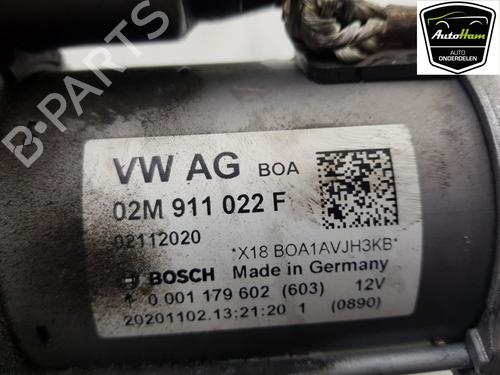 AutoHam
AUTO
ONDERDELEN
B-PARTS
VW AG BOA
02M 911 022 F
02112020
*X18 BOA1AVJH3KB*
BOSCH Made in Germany
0 001 179 602 (603) 12V
20201102.13:21:20 1 (0890)